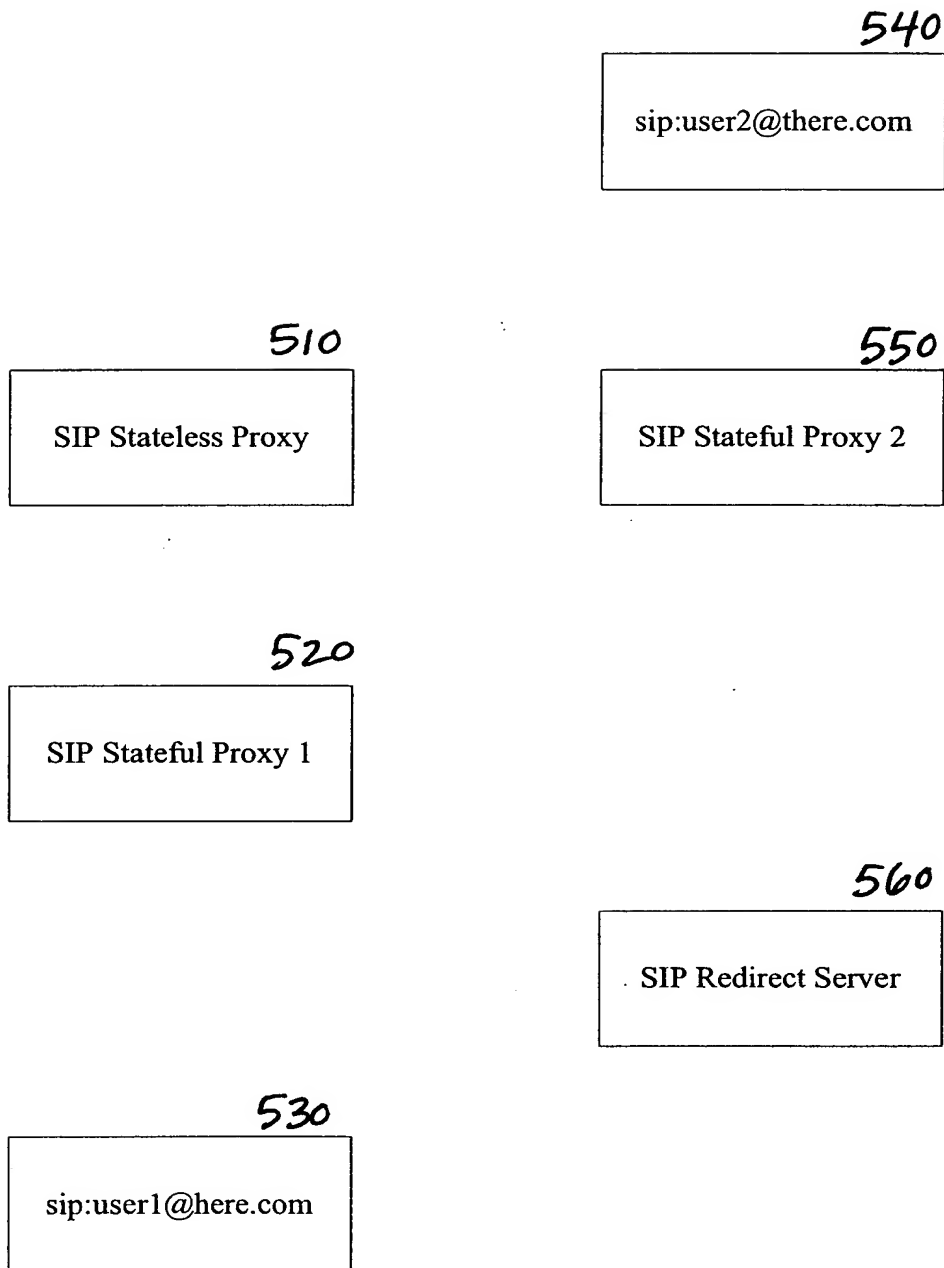 540
sip:user2@there.com
510
SIP Stateless Proxy
550
SIP Stateful Proxy 2
520
SIP Stateful Proxy 1
560
SIP Redirect Server
530
sip:user1@here.com